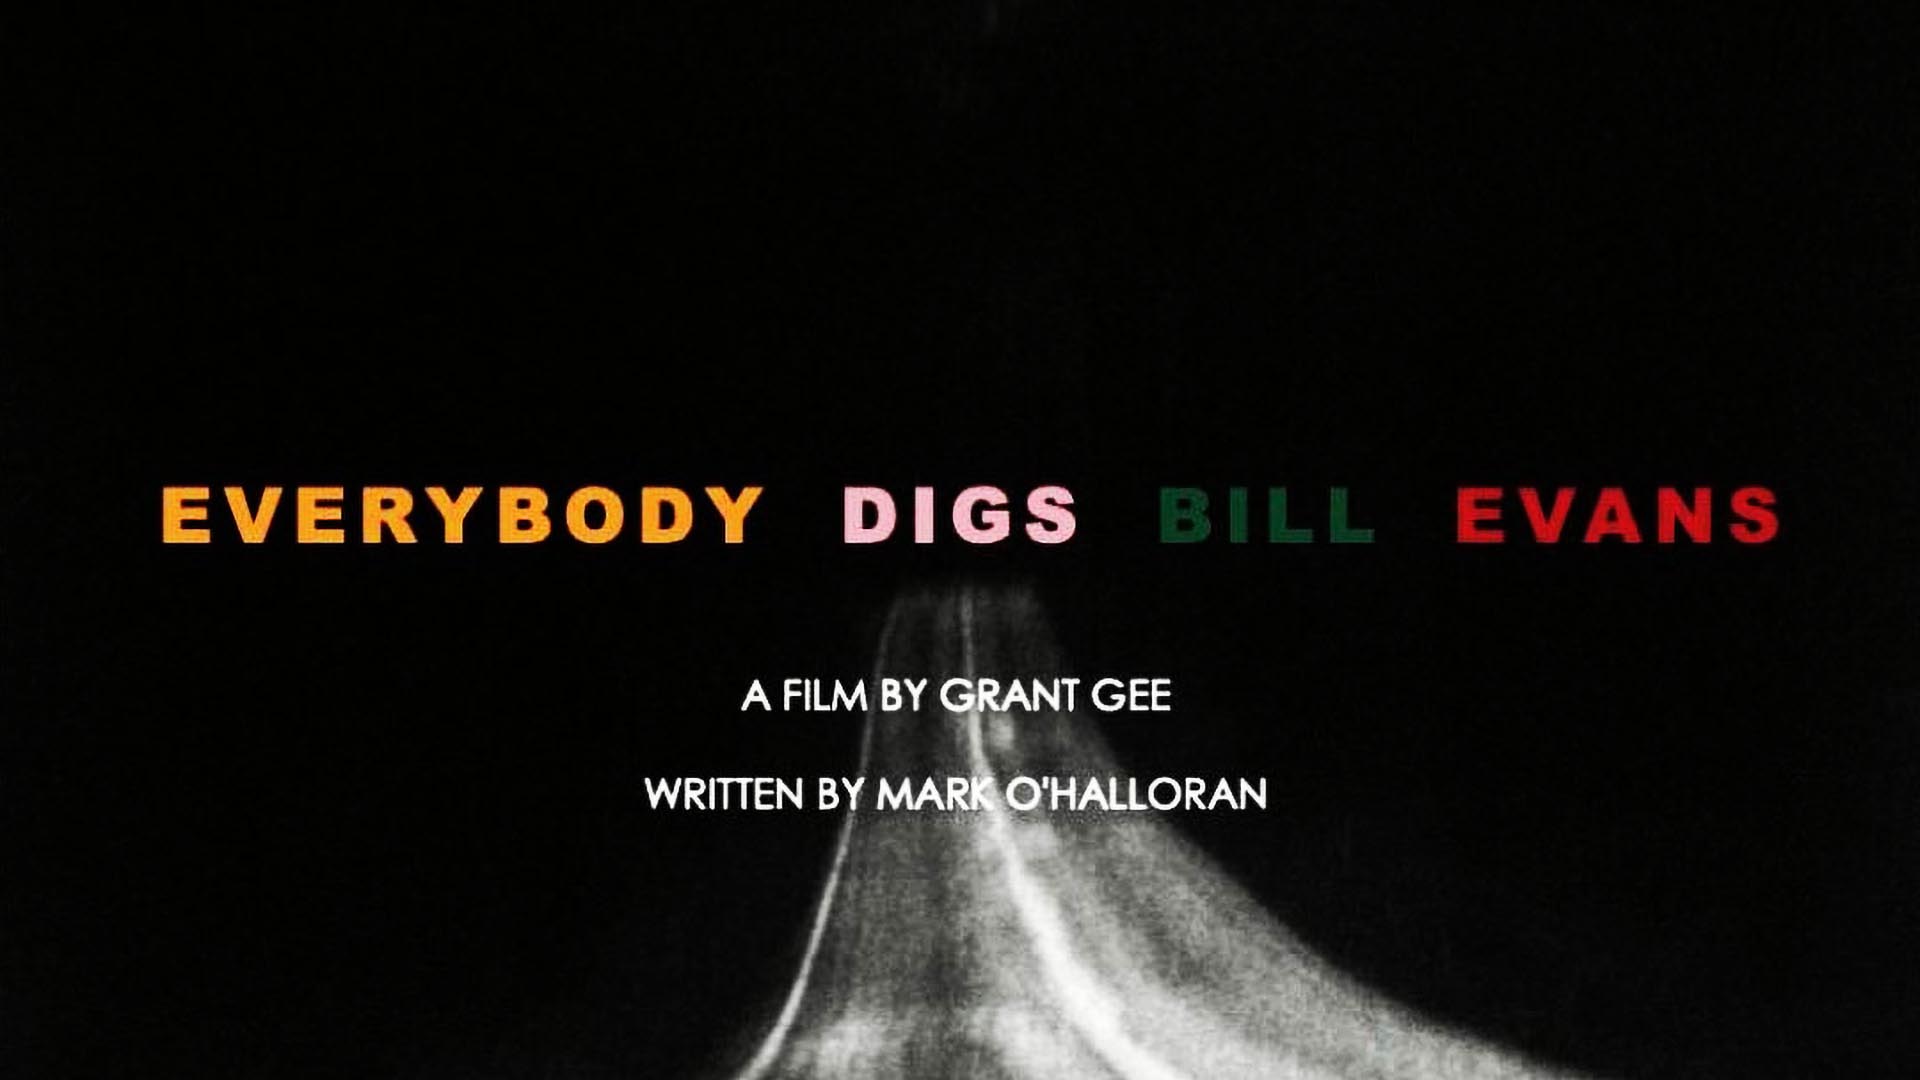 EVERYBODY DIGS BILL EVANS
A FILM BY GRANT GEE
WRITTEN BY MARK O'HALLORAN